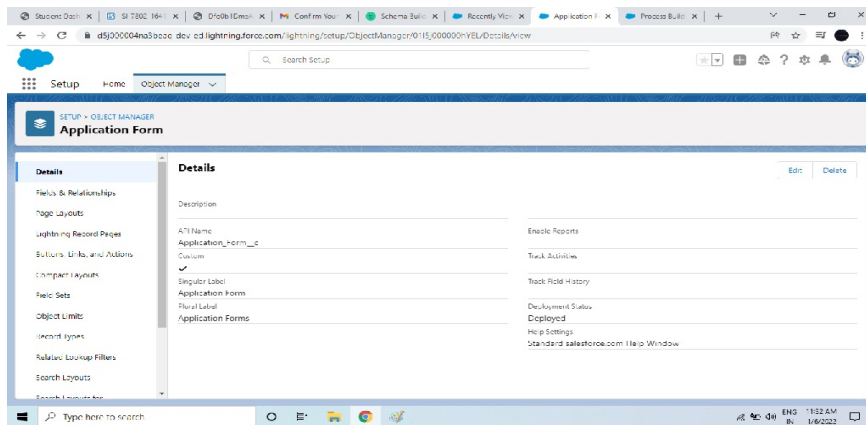 Student Dash
SI-7802-164
Confirm Your
Schema Buil
Recently View
Application F
Process Build
Search Setup
Setup
Home
Object Manager
SETUP > OBJECT MANAGER
Application Form
Details
Fields & Relationships
Page Layouts
Lightning Record Pages
Buttons, Links, and Actions
Compact Layouts
Field Sets
Object Limits
Record Types
Related Lookup Filters
Search Layouts
Details
Edit
Delete
Description
API Name
Application_Form__c
Custom
Singular Label
Application Form
Plural Label
Application Forms
Enable Reports
Track Activities
Track Field History
Deployment Status
Deployed
Help Settings
Standard salesforce.com Help Window
Type here to search
ENG
IN
11:52 AM